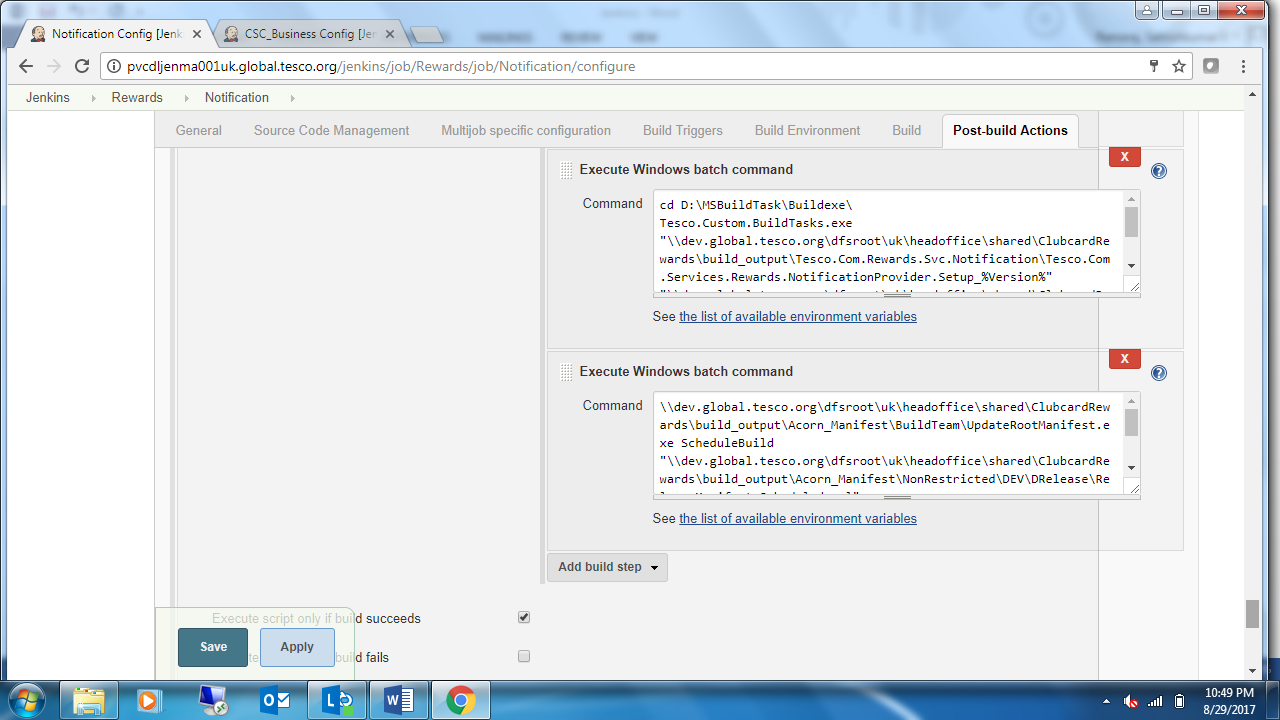 Notification Config [Jenk
CSC_Business Config [Jen
pvcdljenma001uk.global.tesco.org/jenkins/job/Rewards/job/Notification/configure
Jenkins
Rewards
Notification
General
Source Code Management
Multijob specific configuration
Build Triggers
Build Environment
Build
Post-build Actions
X
Execute Windows batch command
?
Command
cd D:\MSBuildTask\Buildexe\
Tesco.Custom.BuildTasks.exe
"\\dev.global.tesco.org\dfsroot\uk\headoffice\shared\ClubcardRe
wards\build_output\Tesco.Com.Rewards.Svc.Notification\Tesco.Com
.Services.Rewards.NotificationProvider.Setup_%Version%"
See the list of available environment variables
X
Execute Windows batch command
?
Command
\\dev.global.tesco.org\dfsroot\uk\headoffice\shared\ClubcardRew
ards\build_output\Acorn_Manifest\BuildTeam\UpdateRootManifest.e
xe ScheduleBuild
"\\dev.global.tesco.org\dfsroot\uk\headoffice\shared\ClubcardRe
wards\build_output\Acorn_Manifest\NonRestricted\DEV\DRelease\Re
See the list of available environment variables
Add build step
Execute script only if build succeeds
build fails
Save
Apply
10:49 PM
8/29/2017